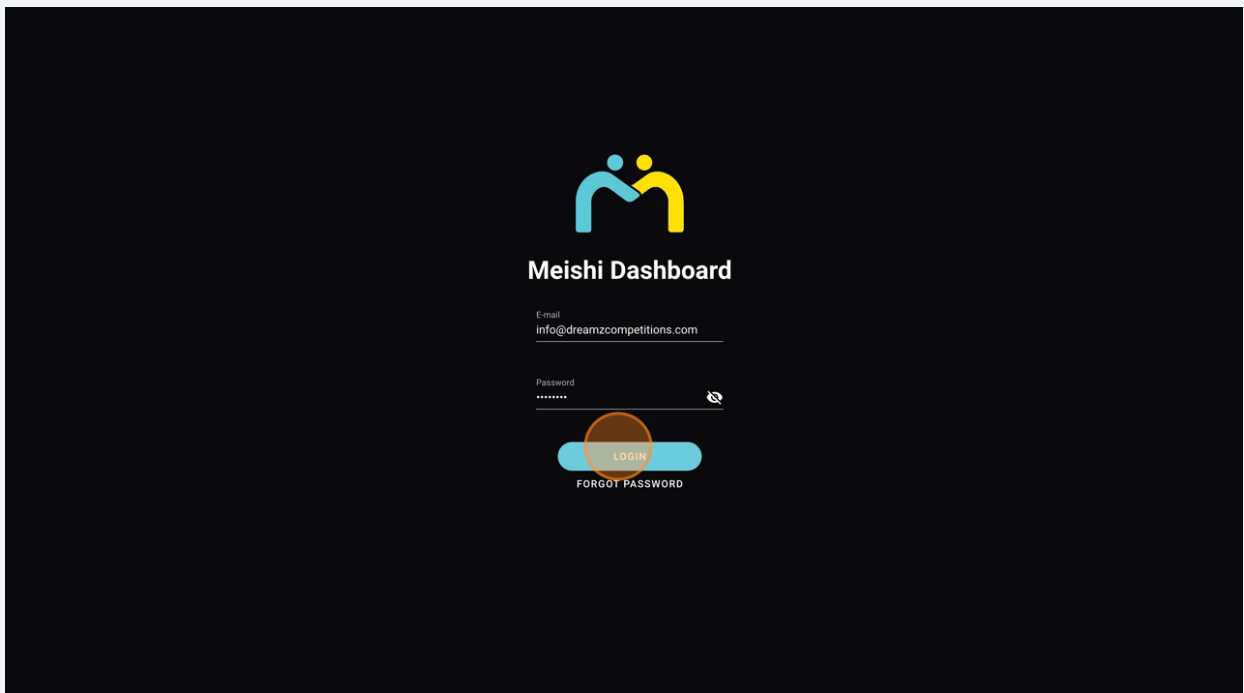 Meishi Dashboard
E-mail
info@dreamzcompetitions.com
Password
••••••••
LOGIN
FORGOT PASSWORD